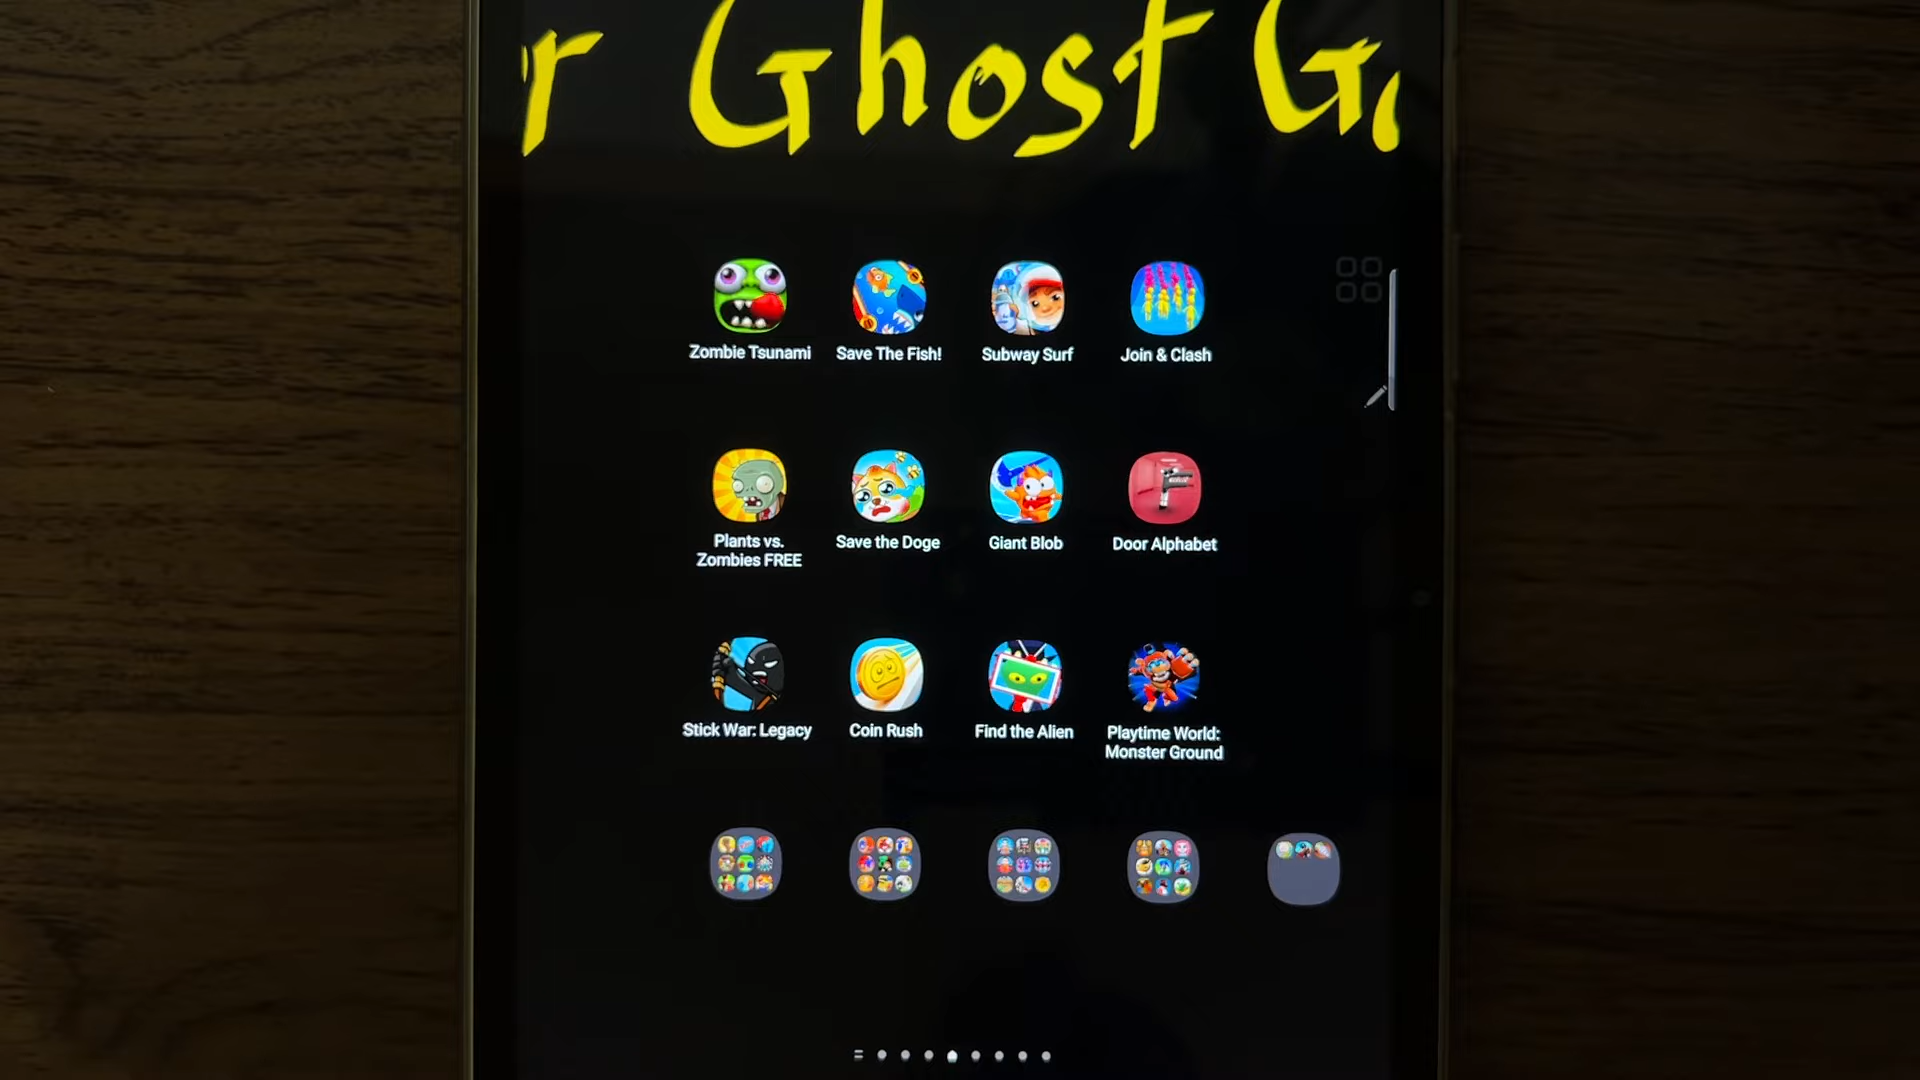 r Ghost Ga
Zombie Tsunami
Save The Fish!
Subway Surf
Join & Clash
Plants vs.
Zombies FREE
Save the Doge
Giant Blob
Door Alphabet
Stick War: Legacy
Coin Rush
Find the Alien
Playtime World:
Monster Ground